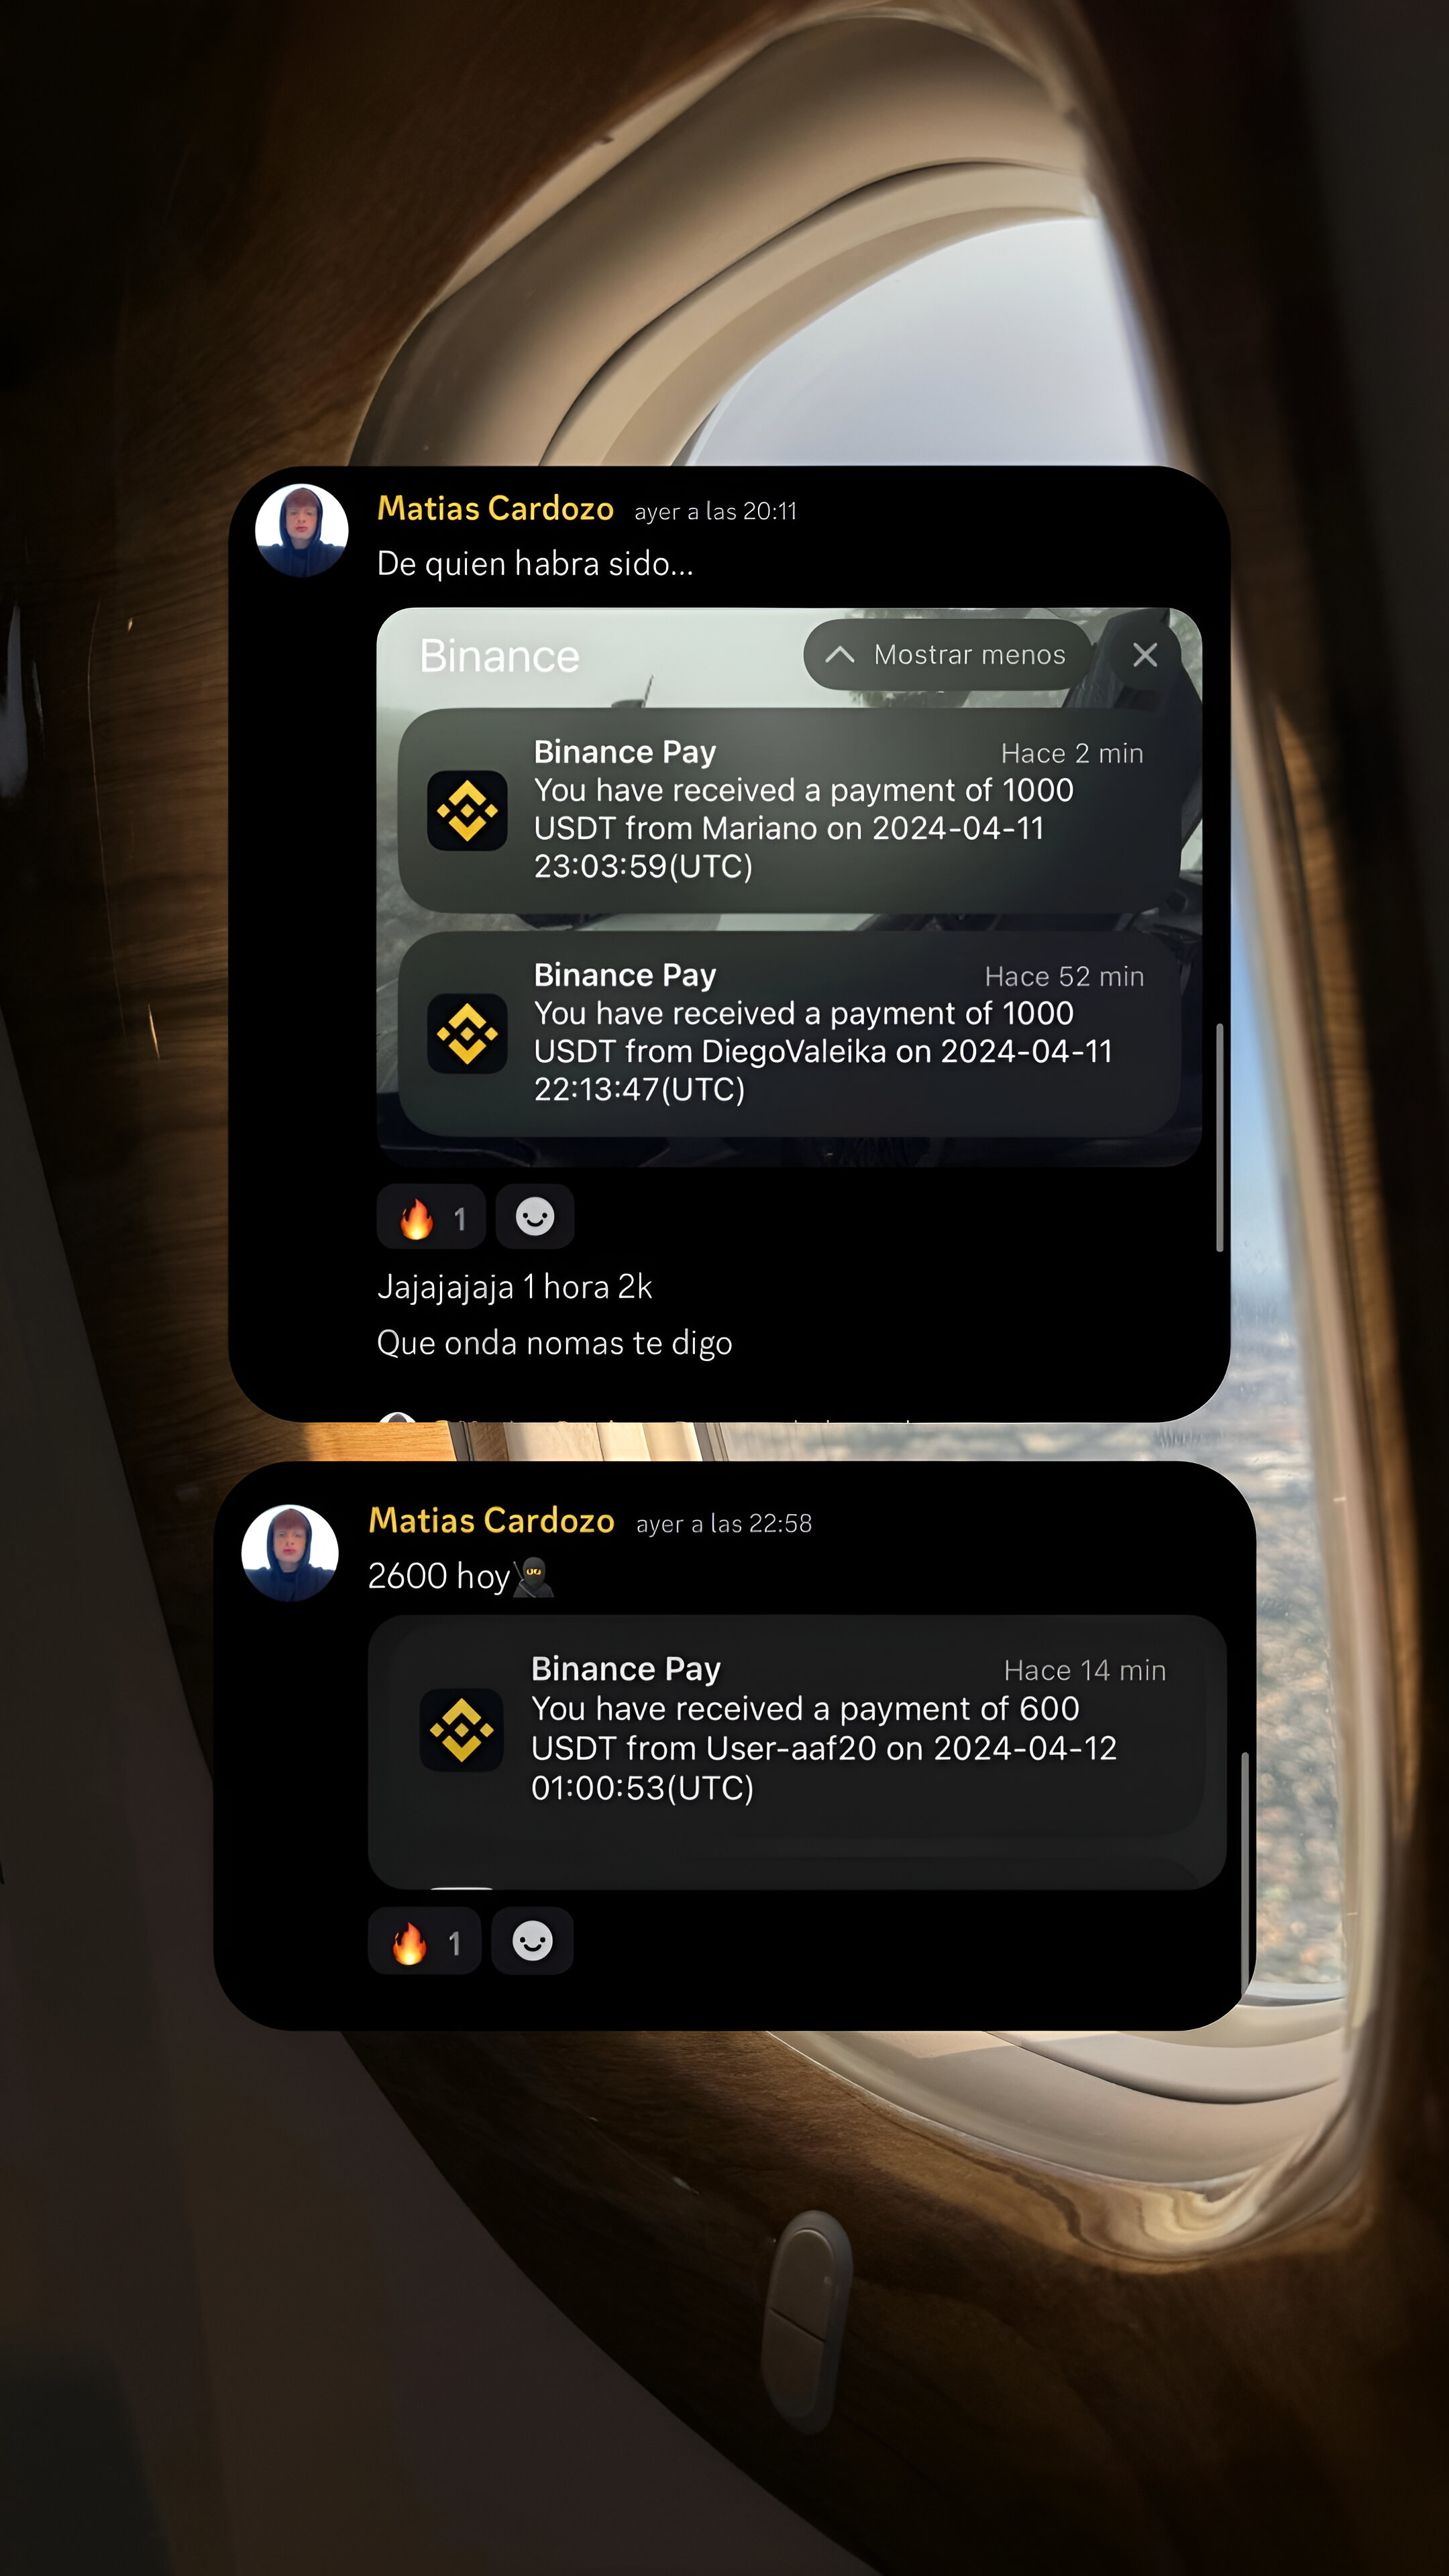 Matias Cardozo ayer a las 20:11
De quien habra sido...
Binance
Mostrar menos
Binance Pay Hace 2 min
You have received a payment of 1000
USDT from Mariano on 2024-04-11
23:03:59(UTC)
Binance Pay Hace 52 min
You have received a payment of 1000
USDT from DiegoValeika on 2024-04-11
22:13:47(UTC)
🔥 1
Jajajajaja 1 hora 2k
Que onda nomas te digo
Matias Cardozo ayer a las 22:58
2600 hoy🥷
Binance Pay Hace 14 min
You have received a payment of 600
USDT from User-aaf20 on 2024-04-12
01:00:53(UTC)
🔥 1